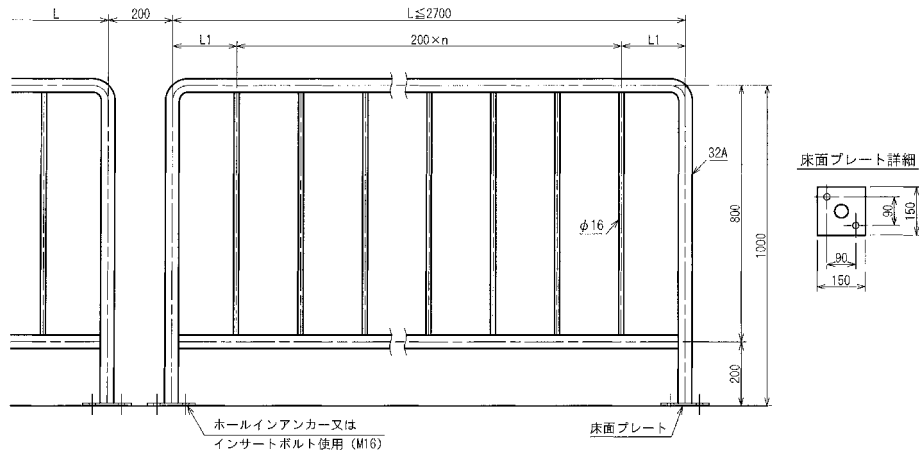 L
200
L≦2700
L1
200×n
L1
32A
φ16
800
1000
200
床面プレート詳細
90
150
90
150
ホールインアンカー又は
インサートボルト使用 (M16)
床面プレート